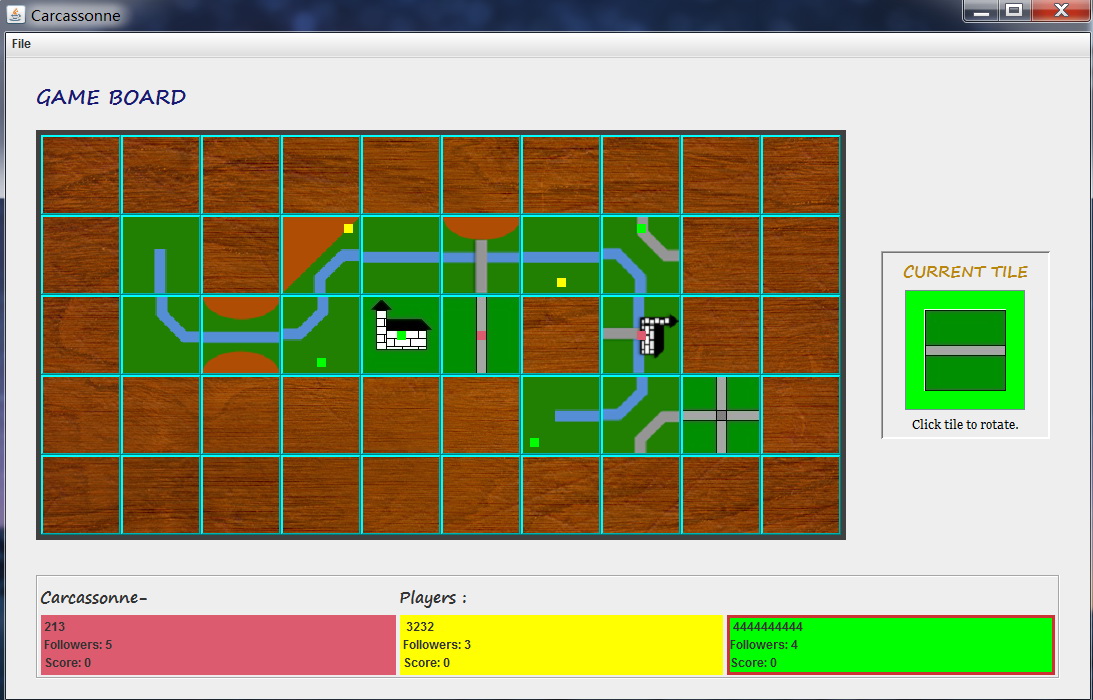 Carcassonne
File
GAME BOARD
CURRENT TILE
Click tile to rotate.
Carcassonne-
Players :
213
Followers: 5
Score: 0
3232
Followers: 3
Score: 0
4444444444
Followers: 4
Score: 0